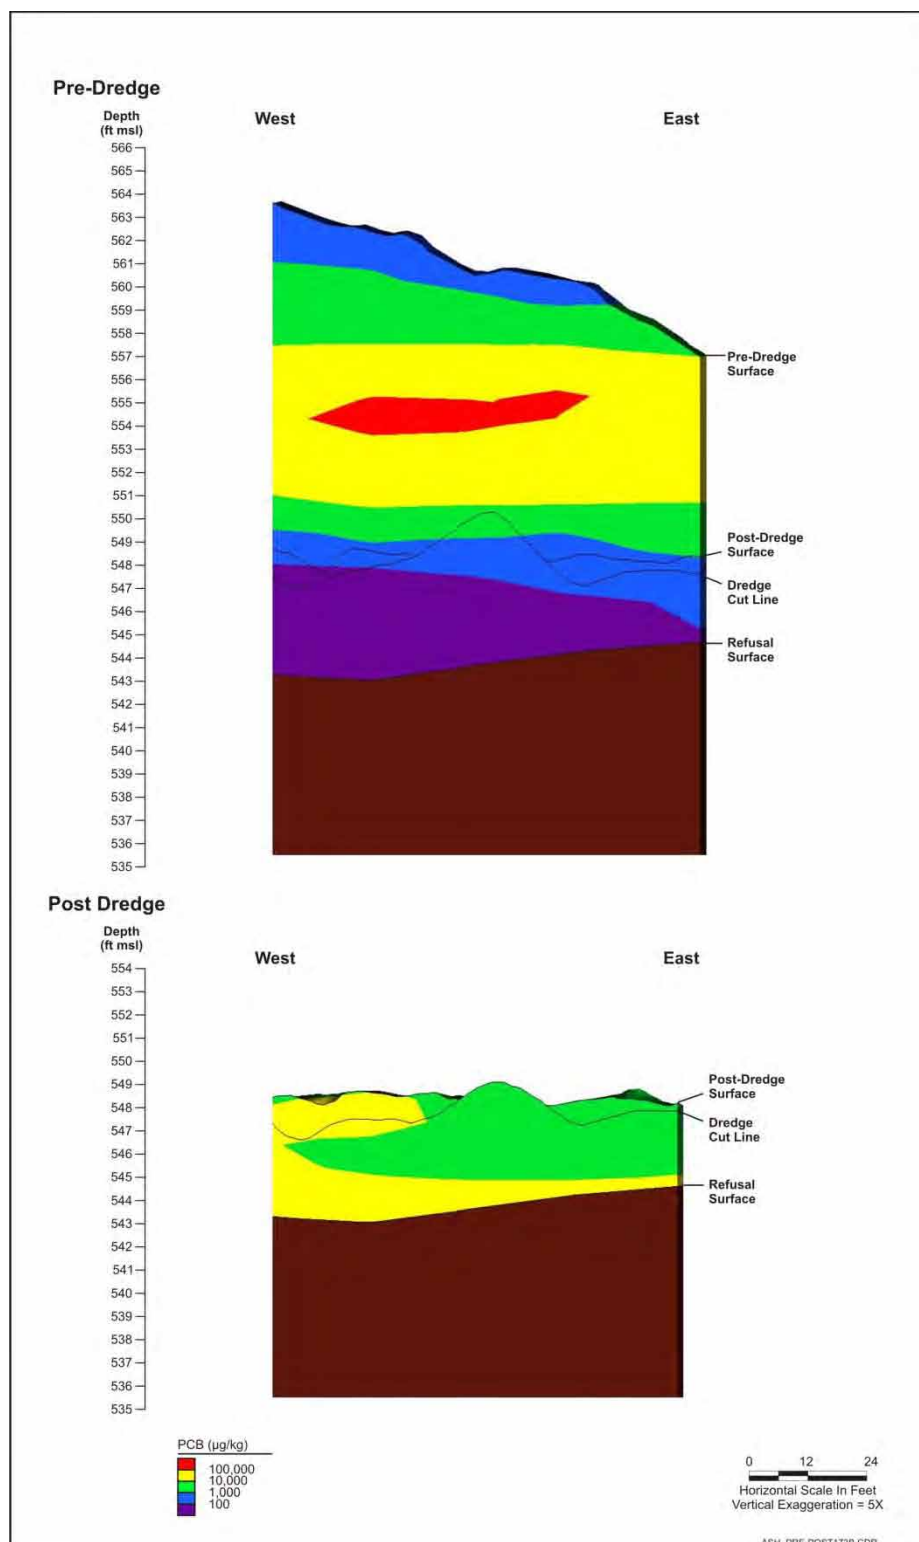 Pre-Dredge
Depth
(ft msl)
West
East
566
565
564
563
562
561
560
559
558
557
556
555
554
553
552
551
550
549
548
547
546
545
544
543
542
541
540
539
538
537
536
535
Pre-Dredge
Surface
Post-Dredge
Surface
Dredge
Cut Line
Refusal
Surface
Post Dredge
Depth
(ft msl)
West
East
554
553
552
551
550
549
548
547
546
545
544
543
542
541
540
539
538
537
536
535
Post-Dredge
Surface
Dredge
Cut Line
Refusal
Surface
PCB (µg/kg)
100,000
10,000
1,000
100
0 12 24
Horizontal Scale In Feet
Vertical Exaggeration = 5X